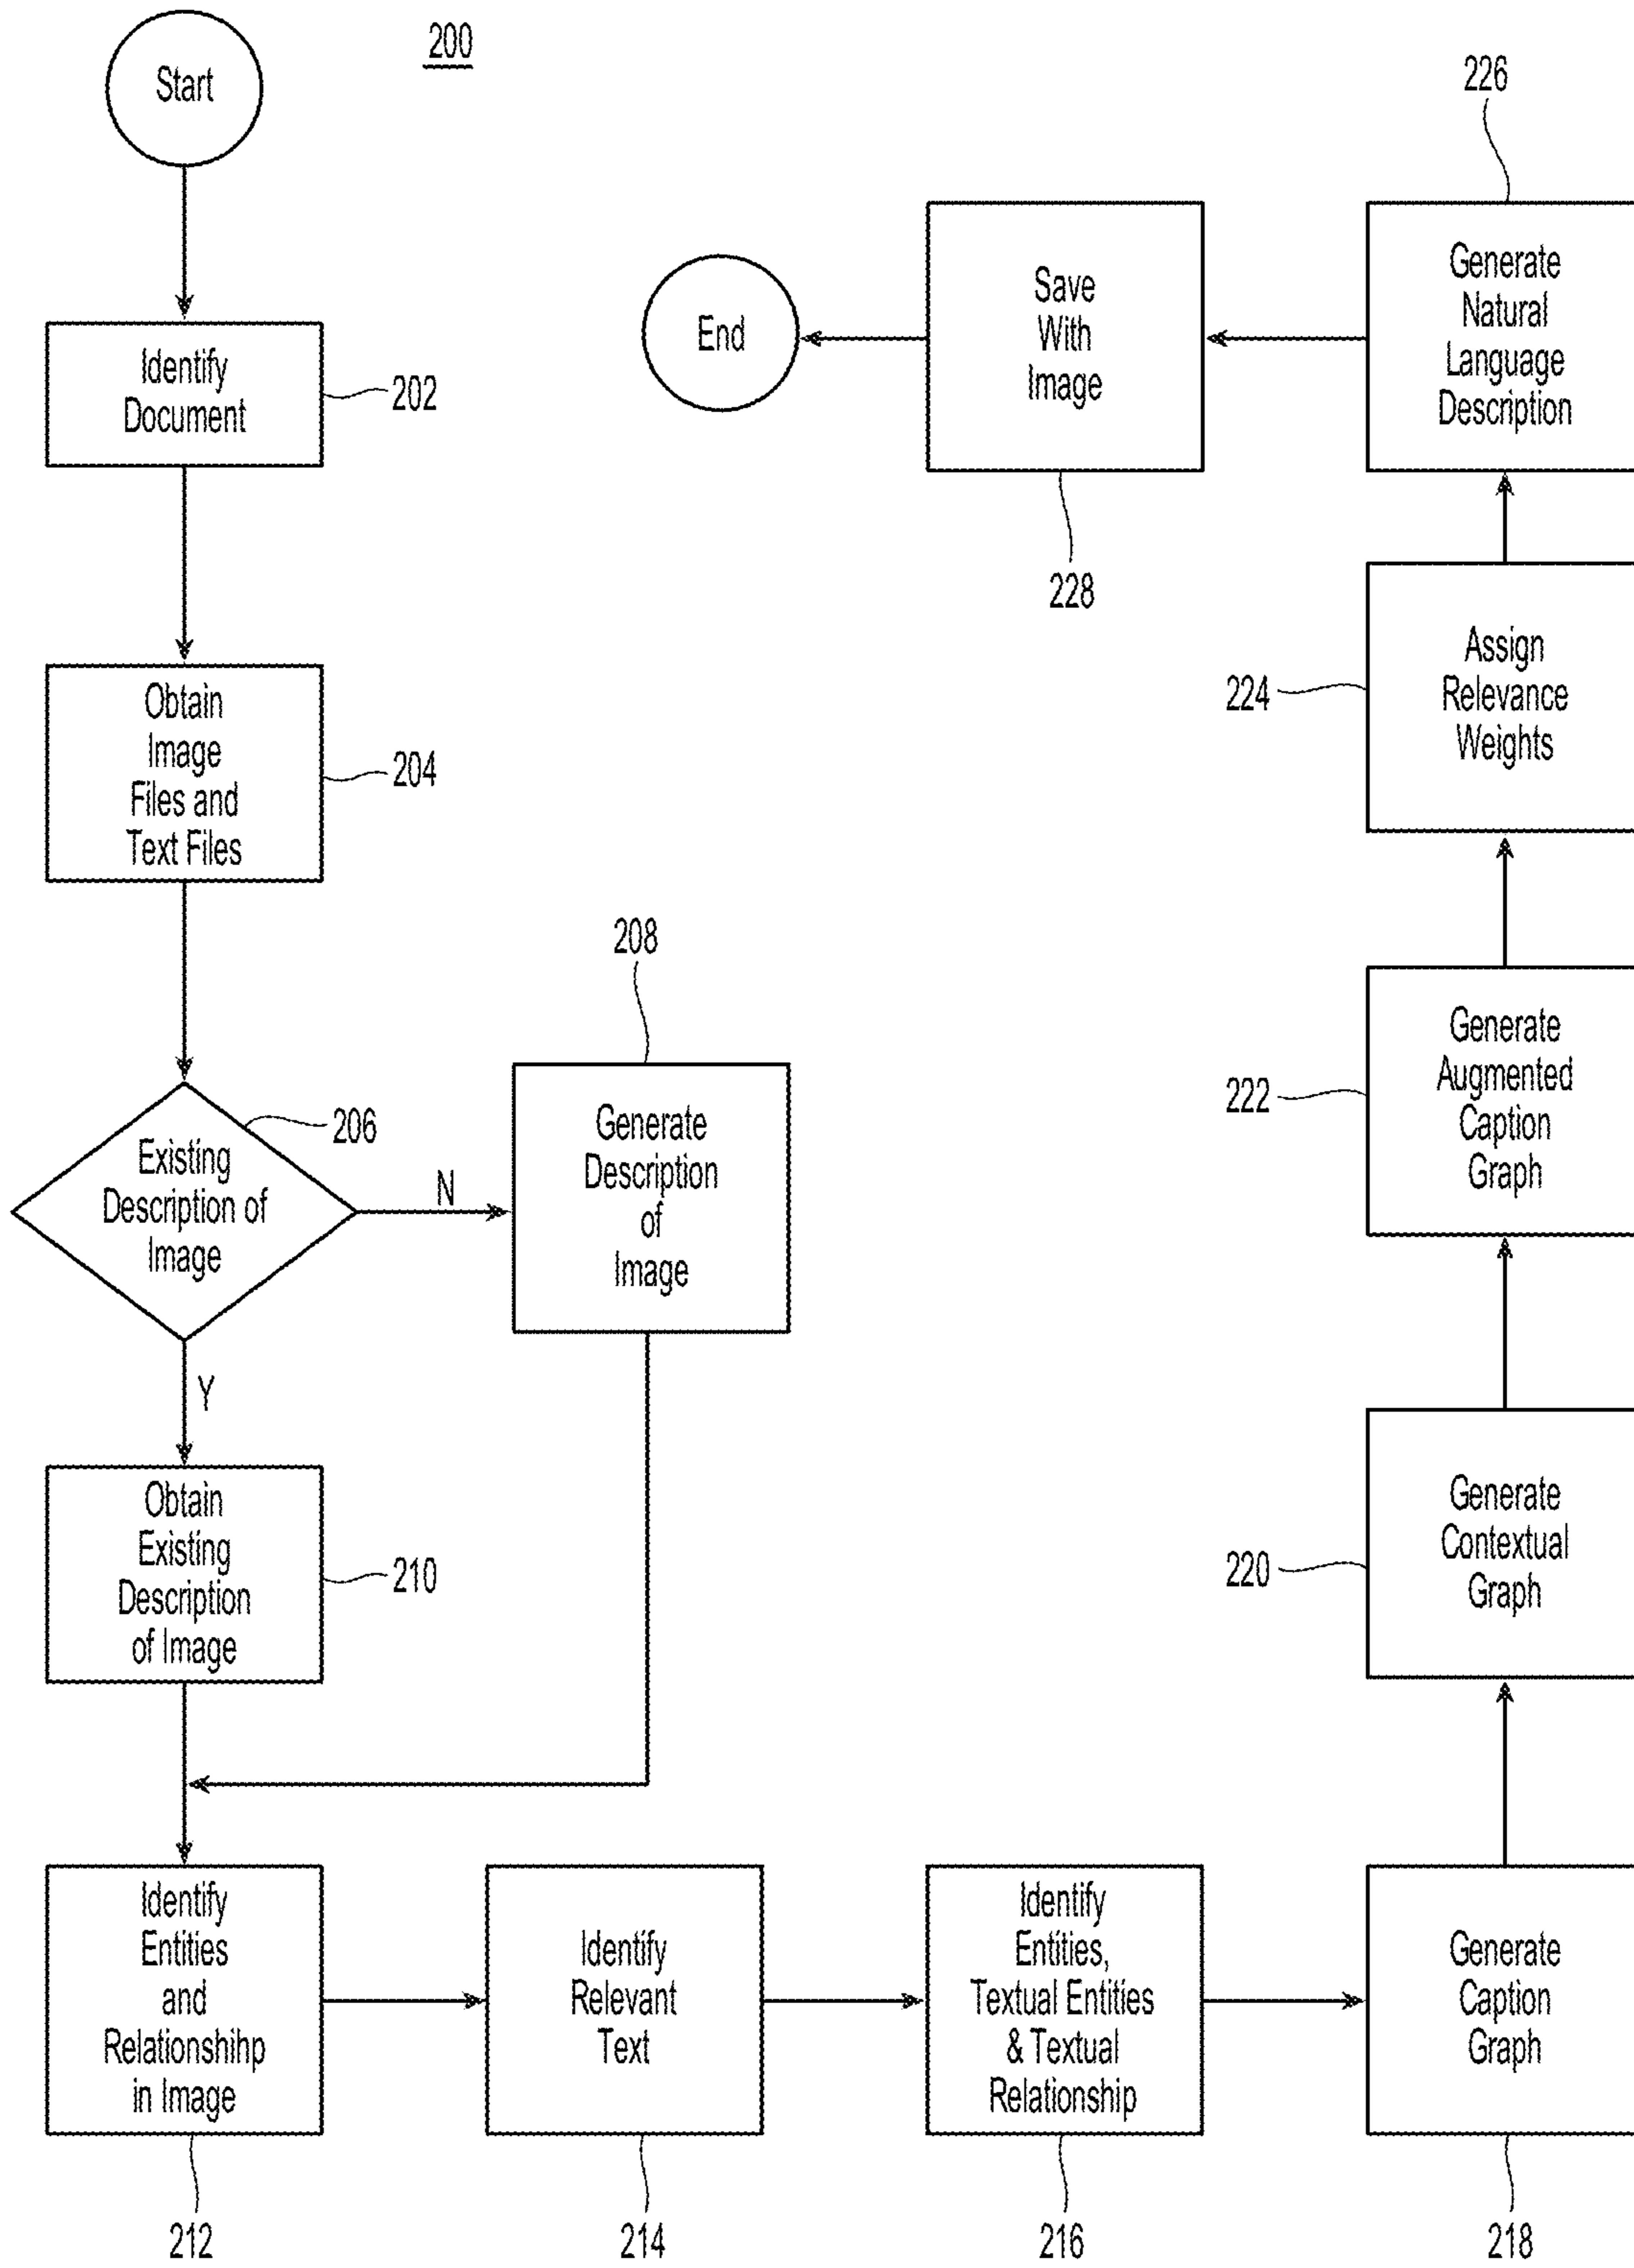 200
Start
Identify
Document
202
Obtain
Image
Files and
Text Files
204
Existing
Description of
Image
206
N
Y
208
Generate
Description
of
Image
Obtain
Existing
Description
of Image
210
Identify
Entities
and
Relationshihp
in Image
212
Identify
Relevant
Text
214
Identify
Entities,
Textual Entities
& Textual
Relationship
216
Generate
Caption
Graph
218
Generate
Contextual
Graph
220
Generate
Augmented
Caption
Graph
222
Assign
Relevance
Weights
224
226
Generate
Natural
Language
Description
Save
With
Image
228
End